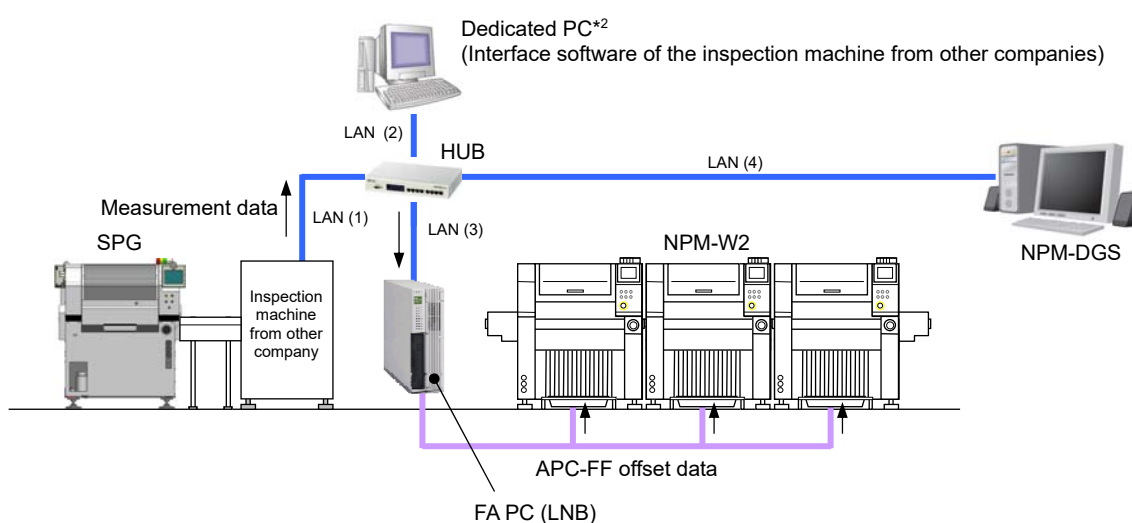 Dedicated PC*2
(Interface software of the inspection machine from other companies)
LAN (2)
HUB
LAN (4)
Measurement data
LAN (1)
LAN (3)
SPG
NPM-W2
NPM-DGS
Inspection
machine
from other
company
APC-FF offset data
FA PC (LNB)